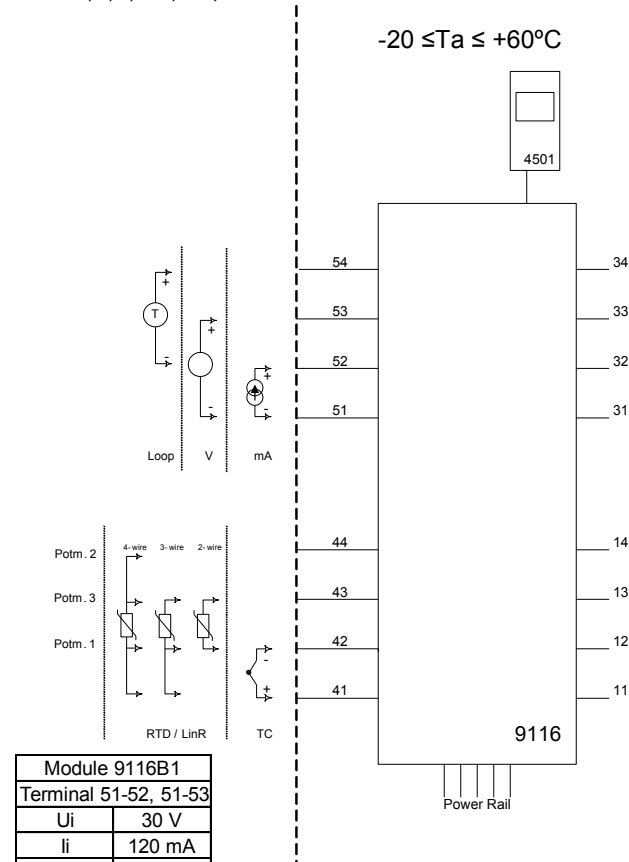 -20 ≤Ta ≤ +60ºC
4501
54
34
+
T
53
33
+
-
52
32
+
51
31
-
-
Loop V mA
44
14
Potm. 2
4-wire 3-wire 2-wire
43
13
Potm. 3
42
12
Potm. 1
-
+
41
11
RTD / LinR TC
9116
Power Rail
Module 9116B1
Terminal 51-52, 51-53
Ui 30 V
Ii 120 mA